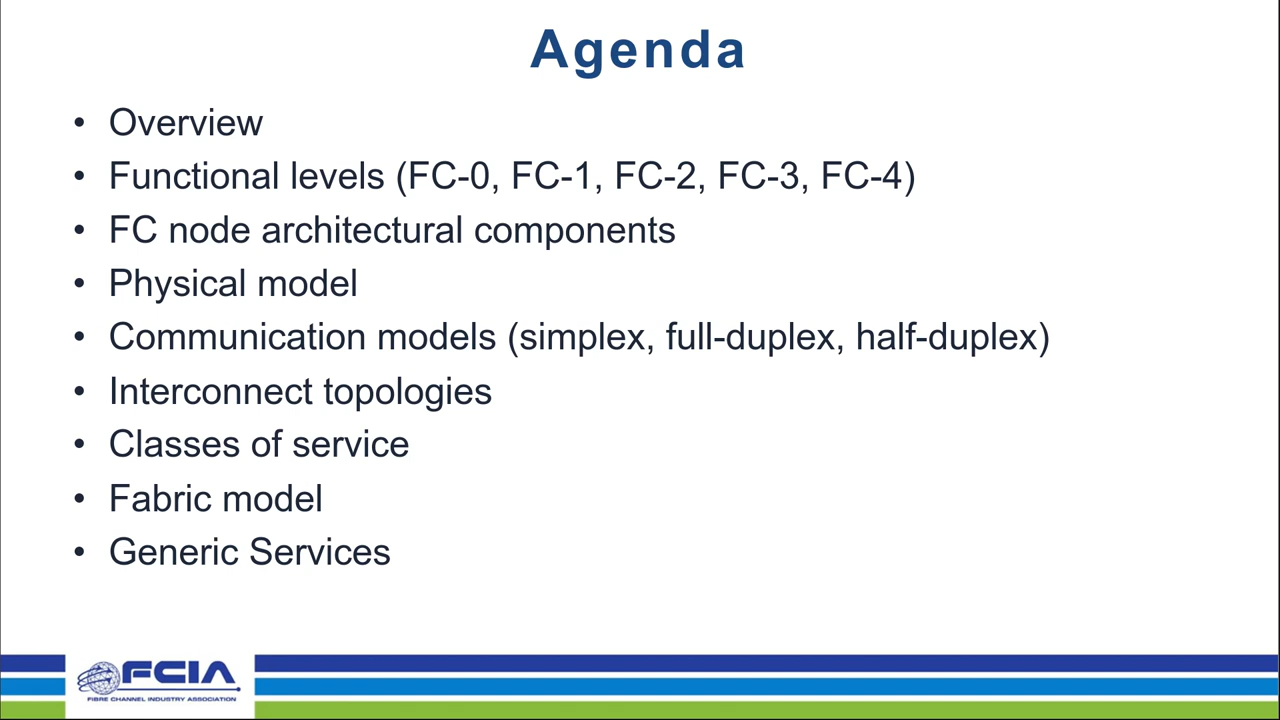 Agenda
• Overview
• Functional levels (FC-0, FC-1, FC-2, FC-3, FC-4)
• FC node architectural components
• Physical model
• Communication models (simplex, full-duplex, half-duplex)
• Interconnect topologies
• Classes of service
• Fabric model
• Generic Services
FCIA
FIBRE CHANNEL INDUSTRY ASSOCIATION